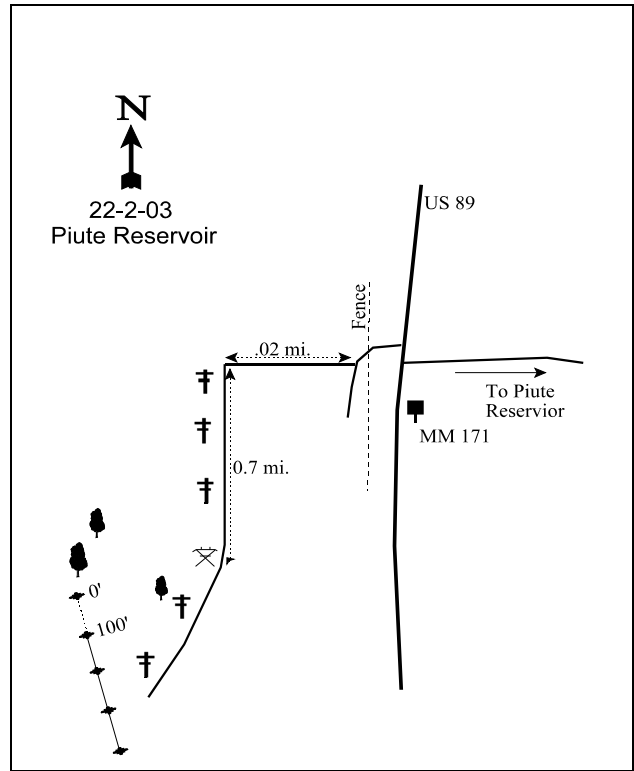 N
22-2-03
Piute Reservoir
US 89
Fence
.02 mi.
To Piute
Reservior
MM 171
0.7 mi.
0'
100'